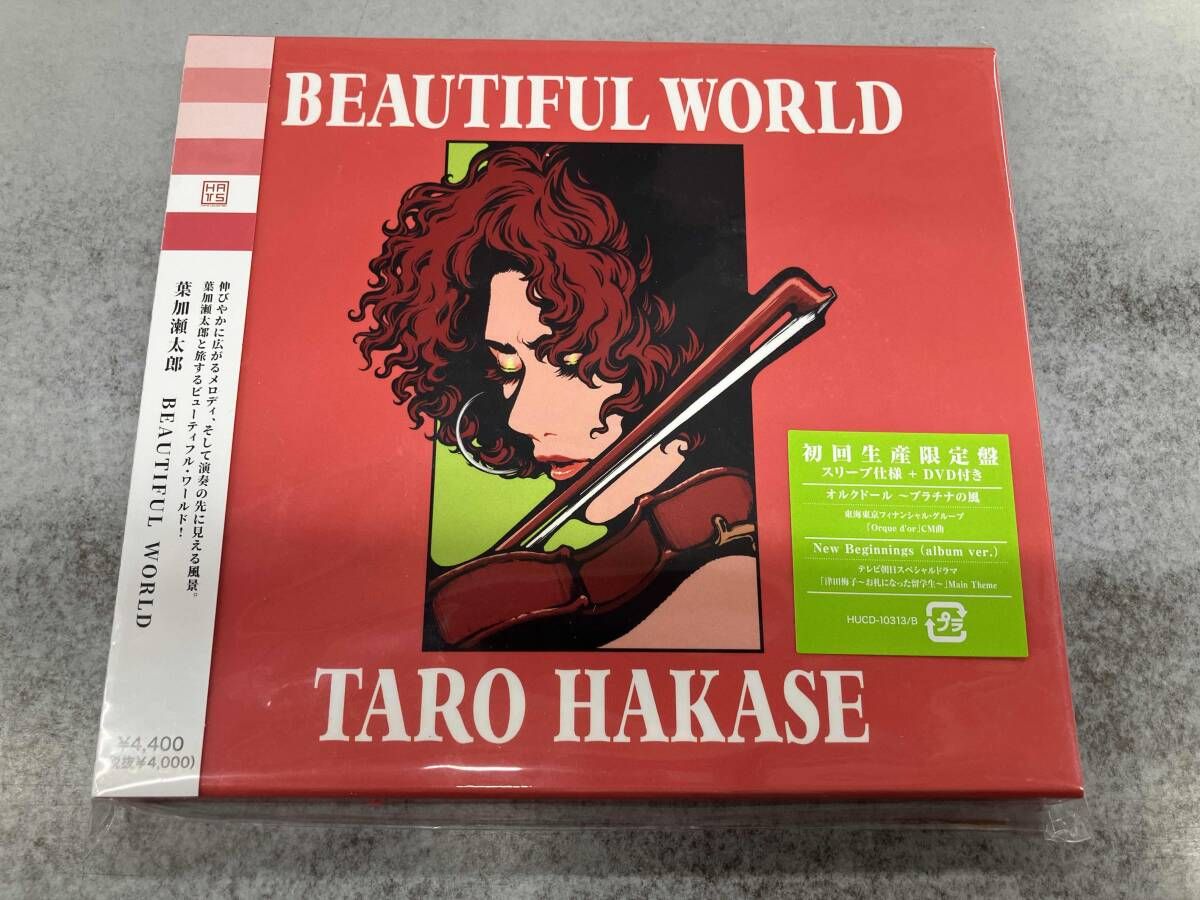 BEAUTIFUL WORLD
TARO HAKASE
HATS
伸びやかに広がるメロディ、そして演奏の先に見える風景。
葉加瀬太郎と旅するビューティフル・ワールド！
葉加瀬太郎 BEAUTIFUL WORLD
¥4,400
税抜¥4,000)
初回生産限定盤
スリーブ仕様 + DVD付き
オルクドール ～プラチナの風
東海東京フィナンシャル・グループ
「Orque d'or」CM曲
New Beginnings (album ver.)
テレビ朝日スペシャルドラマ
「津田梅子～お札になった留学生～」Main Theme
HUCD-10313/B
プラ